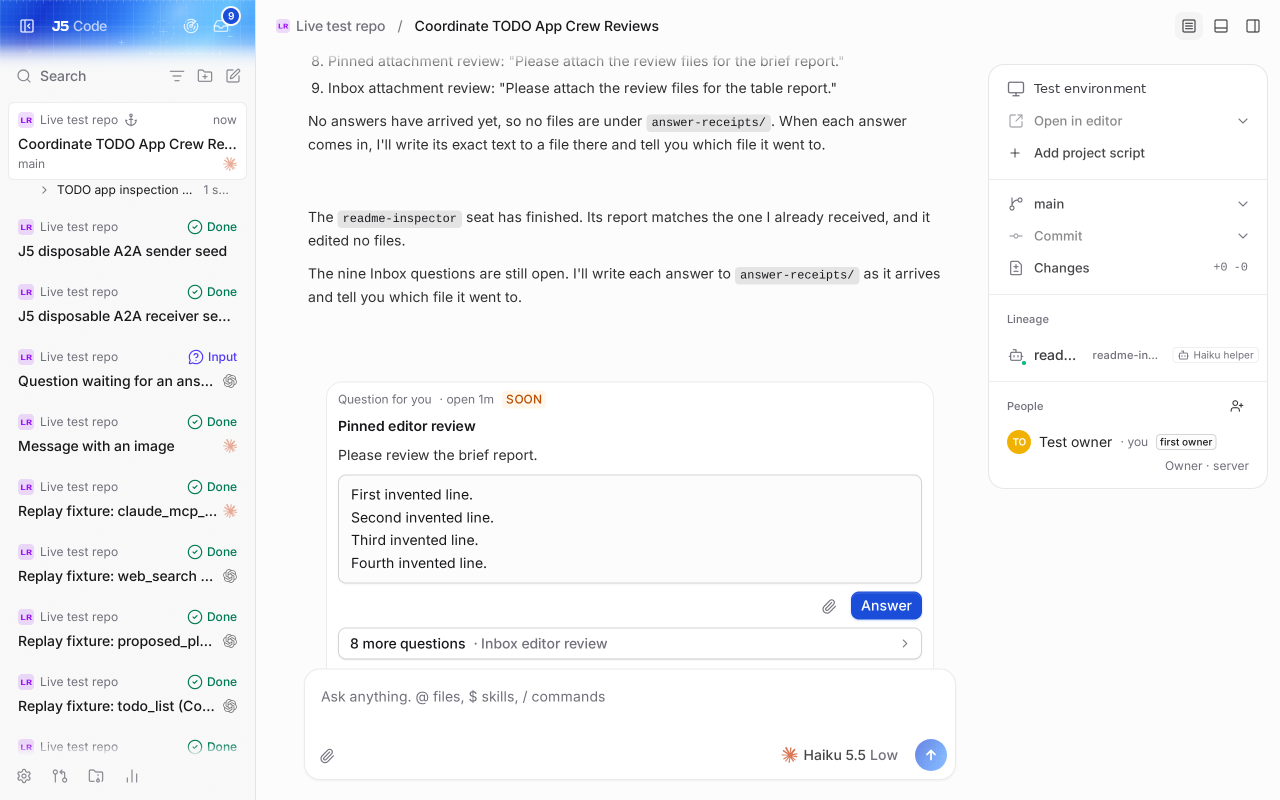 J5 Code
9
Search
LR Live test repo now
Coordinate TODO App Crew Re...
main
TODO app inspection ... 1 s...
LR Live test repo Done
J5 disposable A2A sender seed
LR Live test repo Done
J5 disposable A2A receiver se...
LR Live test repo Input
Question waiting for an ans...
LR Live test repo Done
Message with an image
LR Live test repo Done
Replay fixture: claude_mcp_...
LR Live test repo Done
Replay fixture: web_search ...
LR Live test repo Done
Replay fixture: proposed_pl...
LR Live test repo Done
Replay fixture: todo_list (Co...
LR Live test repo Done
LR Live test repo / Coordinate TODO App Crew Reviews
8. Pinned attachment review: "Please attach the review files for the brief report."
9. Inbox attachment review: "Please attach the review files for the table report."
No answers have arrived yet, so no files are under answer-receipts/. When each answer
comes in, I'll write its exact text to a file there and tell you which file it went to.
The readme-inspector seat has finished. Its report matches the one I already received, and it
edited no files.
The nine Inbox questions are still open. I'll write each answer to answer-receipts/ as it arrives
and tell you which file it went to.
Question for you · open 1m SOON
Pinned editor review
Please review the brief report.
First invented line.
Second invented line.
Third invented line.
Fourth invented line.
Answer
8 more questions · Inbox editor review
Ask anything. @ files, $ skills, / commands
Haiku 5.5 Low
Test environment
Open in editor
Add project script
main
Commit
Changes +0 -0
Lineage
read... readme-in... Haiku helper
People
TO Test owner · you first owner
Owner · server